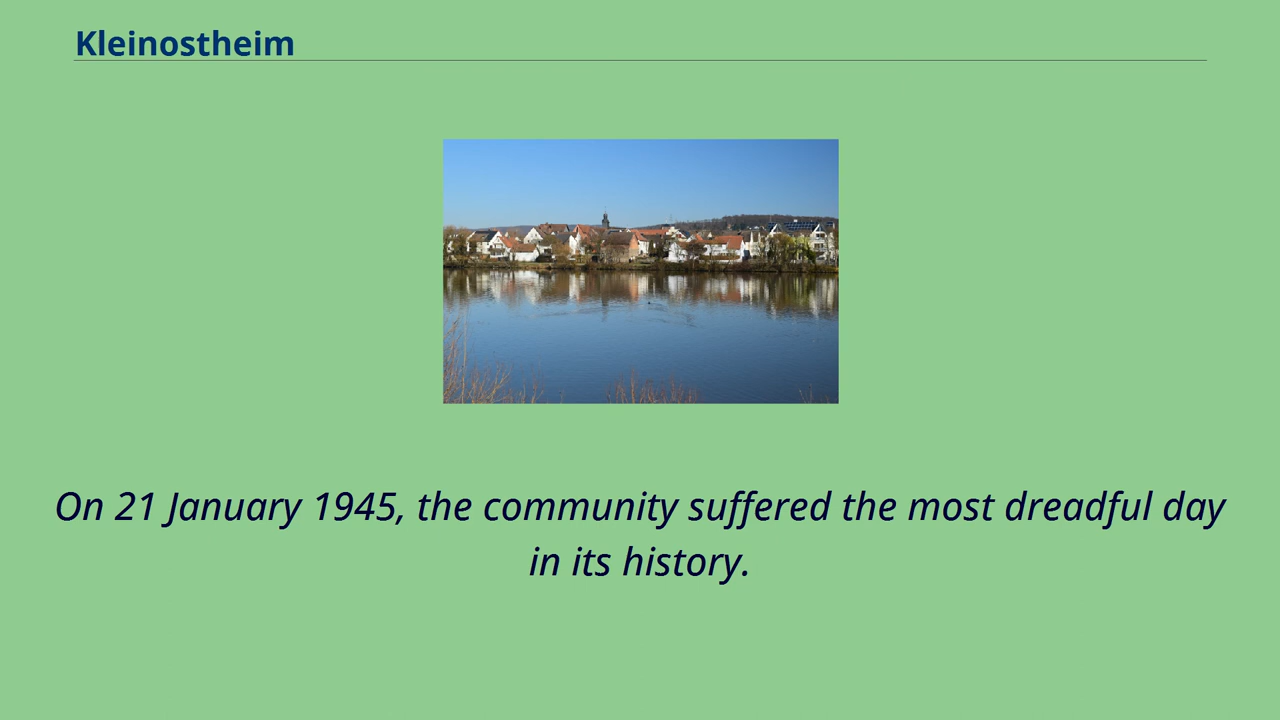 Kleinostheim
On 21 January 1945, the community suffered the most dreadful day
in its history.